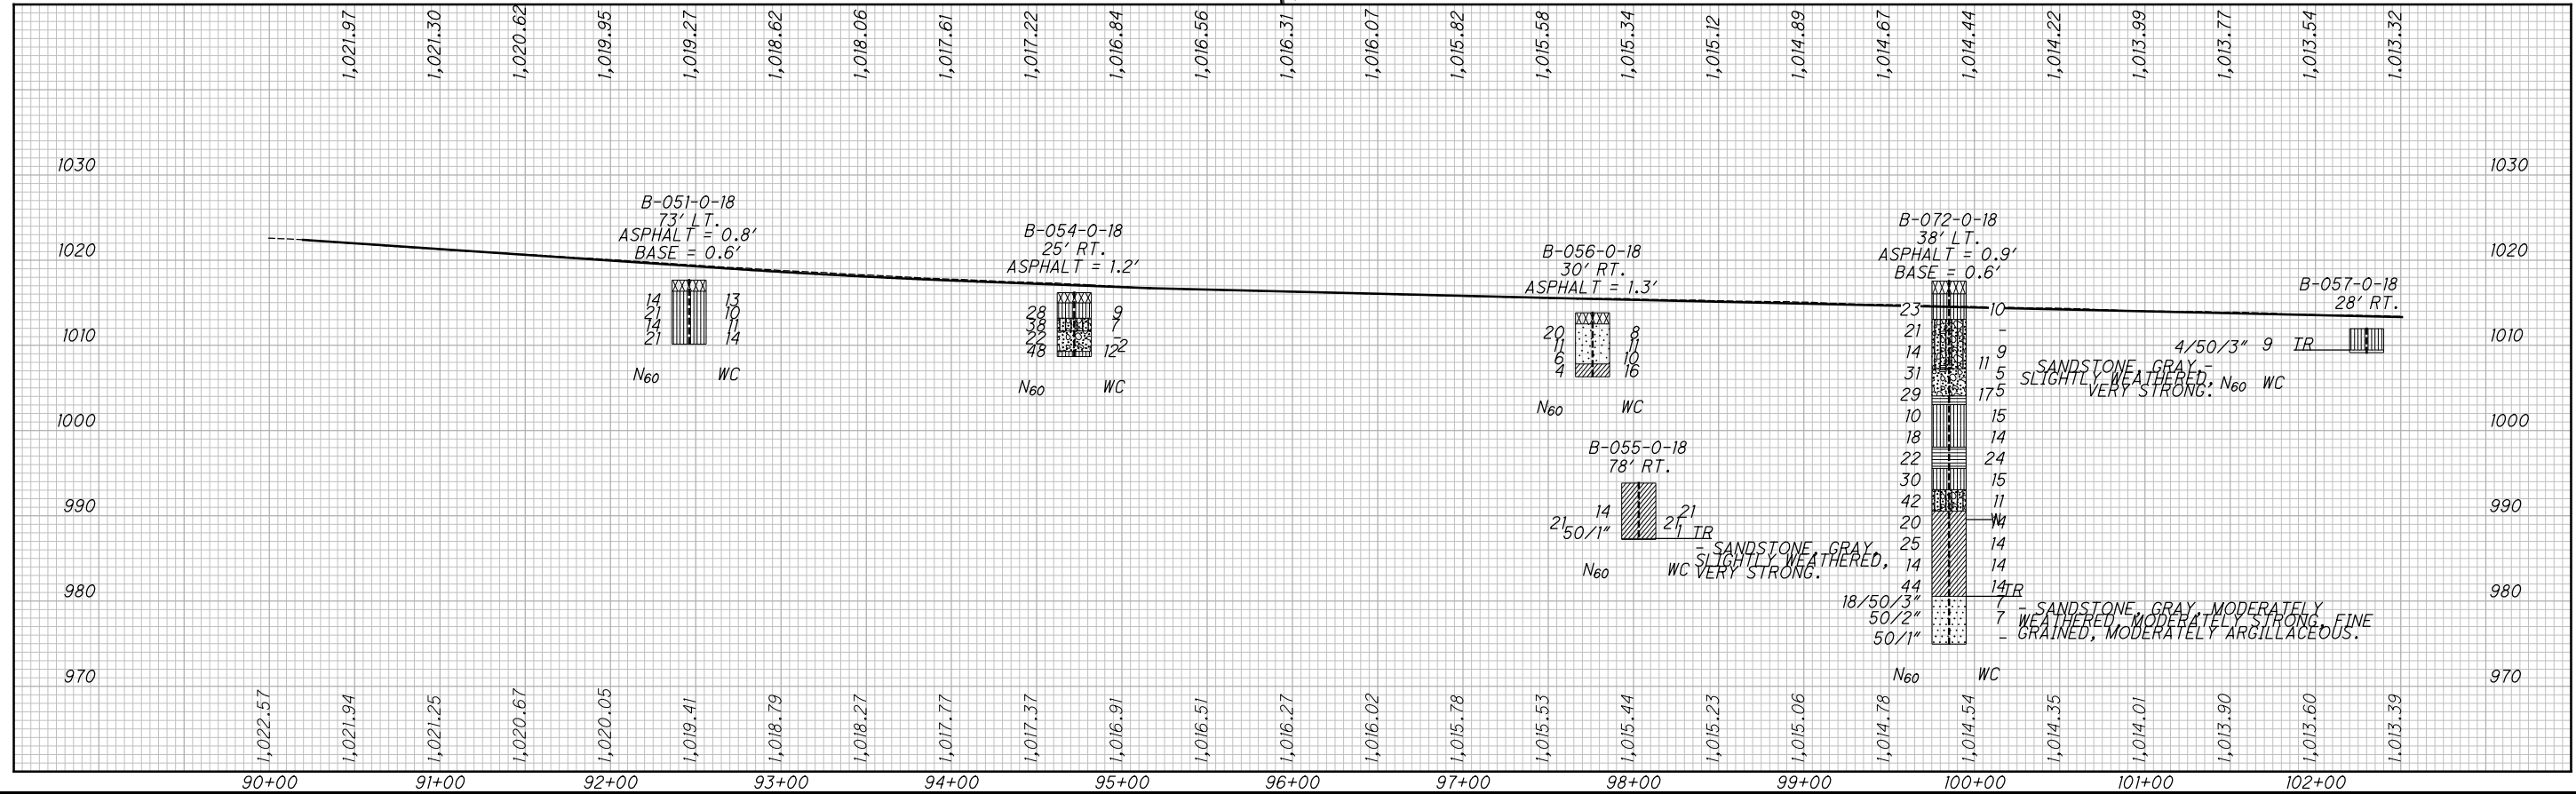 1,021.97 1,021.30 1,020.62 1,019.95 1,019.27 1,018.62 1,018.06 1,017.61 1,017.22 1,016.84 1,016.56 1,016.31 1,016.07 1,015.82 1,015.58 1,015.34 1,015.12 1,014.89 1,014.67 1,014.44 1,014.22 1,013.99 1,013.77 1,013.54 1,013.32
1030 1030
1020 1020
1010 1010
1000 1000
990 990
980 980
970 970
B-051-0-18
73' LT.
ASPHALT = 0.8'
BASE = 0.6'
14 13
21 10
14 11
21 14
N60 WC
B-054-0-18
25' RT.
ASPHALT = 1.2'
28 9
38 7
22 -2
48 12
N60 WC
B-056-0-18
30' RT.
ASPHALT = 1.3'
20 8
11 11
6 10
4 16
N60 WC
B-055-0-18
78' RT.
14 21
21 21
50/1" 1 TR
- SANDSTONE, GRAY,
SLIGHTLY WEATHERED,
VERY STRONG.
N60 WC
B-072-0-18
38' LT.
ASPHALT = 0.9'
BASE = 0.6'
23 10
21 -
14 9
11
31 5
29 17 5
10 15
18 14
22 24
30 15
42 11
W
20 14
25 14
14 14
44 14 TR
18/50/3" 7
50/2" 7
50/1" -
- SANDSTONE, GRAY, MODERATELY
WEATHERED, MODERATELY STRONG, FINE
GRAINED, MODERATELY ARGILLACEOUS.
N60 WC
B-057-0-18
28' RT.
4/50/3" 9 TR
SANDSTONE, GRAY,-
SLIGHTLY WEATHERED,
VERY STRONG.
N60 WC
1,022.57 1,021.94 1,021.25 1,020.67 1,020.05 1,019.41 1,018.79 1,018.27 1,017.77 1,017.37 1,016.91 1,016.51 1,016.27 1,016.02 1,015.78 1,015.53 1,015.44 1,015.23 1,015.06 1,014.78 1,014.54 1,014.35 1,014.01 1,013.90 1,013.60 1,013.39
90+00 91+00 92+00 93+00 94+00 95+00 96+00 97+00 98+00 99+00 100+00 101+00 102+00